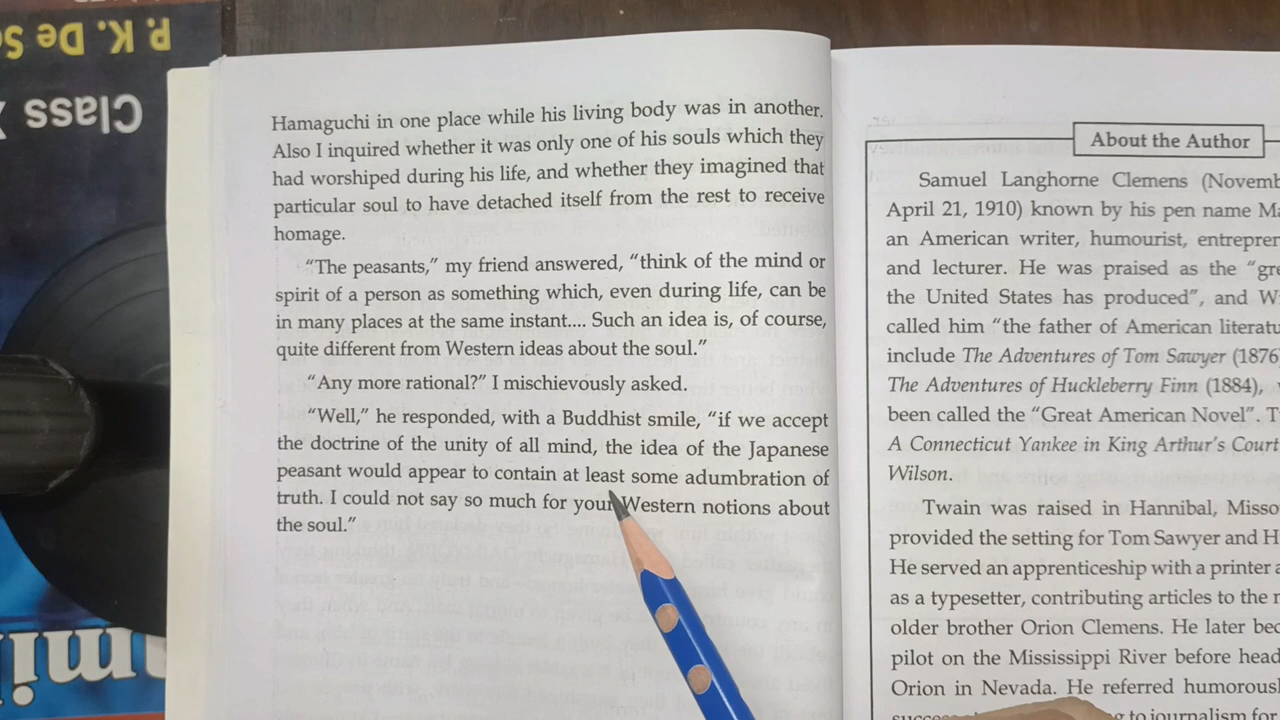 P. K. De S
Class
Hamaguchi in one place while his living body was in another.
Also I inquired whether it was only one of his souls which they
had worshiped during his life, and whether they imagined that
particular soul to have detached itself from the rest to receive
homage.
“The peasants,” my friend answered, “think of the mind or
spirit of a person as something which, even during life, can be
in many places at the same instant.... Such an idea is, of course,
quite different from Western ideas about the soul.”
“Any more rational?” I mischievously asked.
“Well,” he responded, with a Buddhist smile, “if we accept
the doctrine of the unity of all mind, the idea of the Japanese
peasant would appear to contain at least some adumbration of
truth. I could not say so much for your Western notions about
the soul.”
About the Author
Samuel Langhorne Clemens (Novemb
April 21, 1910) known by his pen name Ma
an American writer, humourist, entrepren
and lecturer. He was praised as the “gre
the United States has produced”, and W
called him “the father of American literatu
include The Adventures of Tom Sawyer (1876
The Adventures of Huckleberry Finn (1884),
been called the “Great American Novel”. T
A Connecticut Yankee in King Arthur's Court
Wilson.
Twain was raised in Hannibal, Misso
provided the setting for Tom Sawyer and H
He served an apprenticeship with a printer a
as a typesetter, contributing articles to the
older brother Orion Clemens. He later bec
pilot on the Mississippi River before head
Orion in Nevada. He referred humorousl
to journalism for